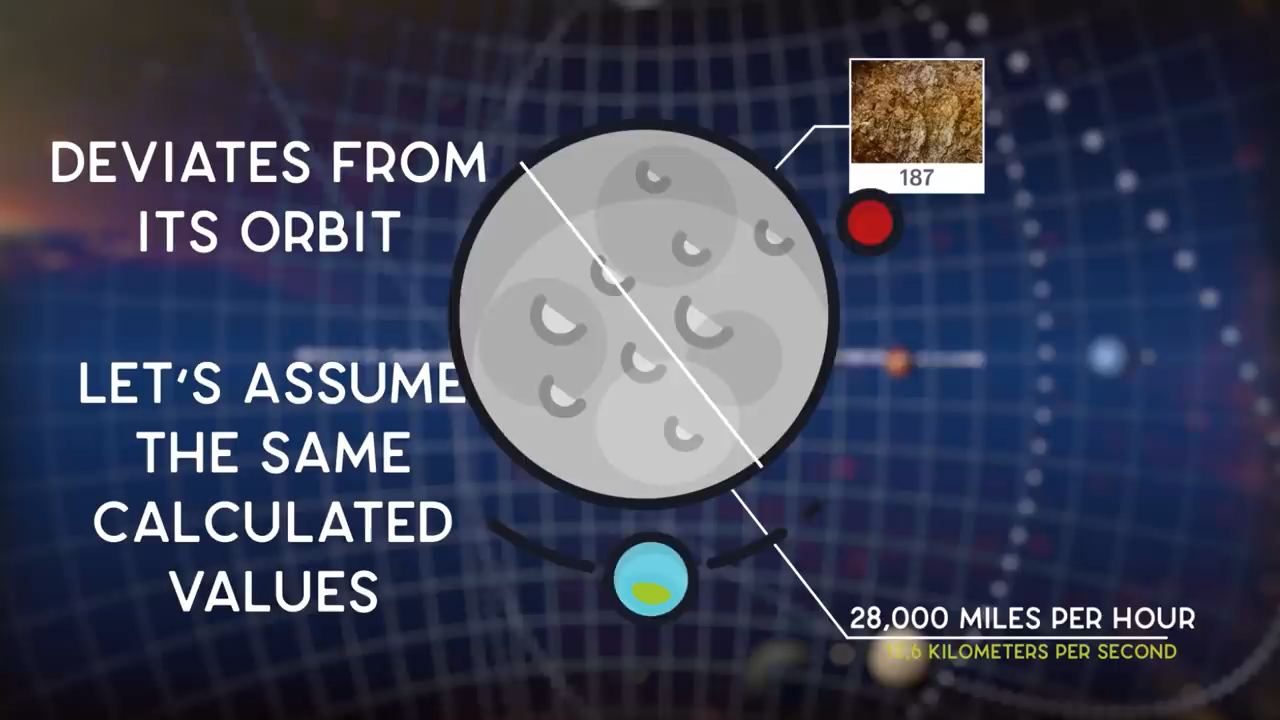 DEVIATES FROM
ITS ORBIT
LET'S ASSUME
THE SAME
CALCULATED
VALUES
187
28,000 MILES PER HOUR
KILOMETERS PER SECOND